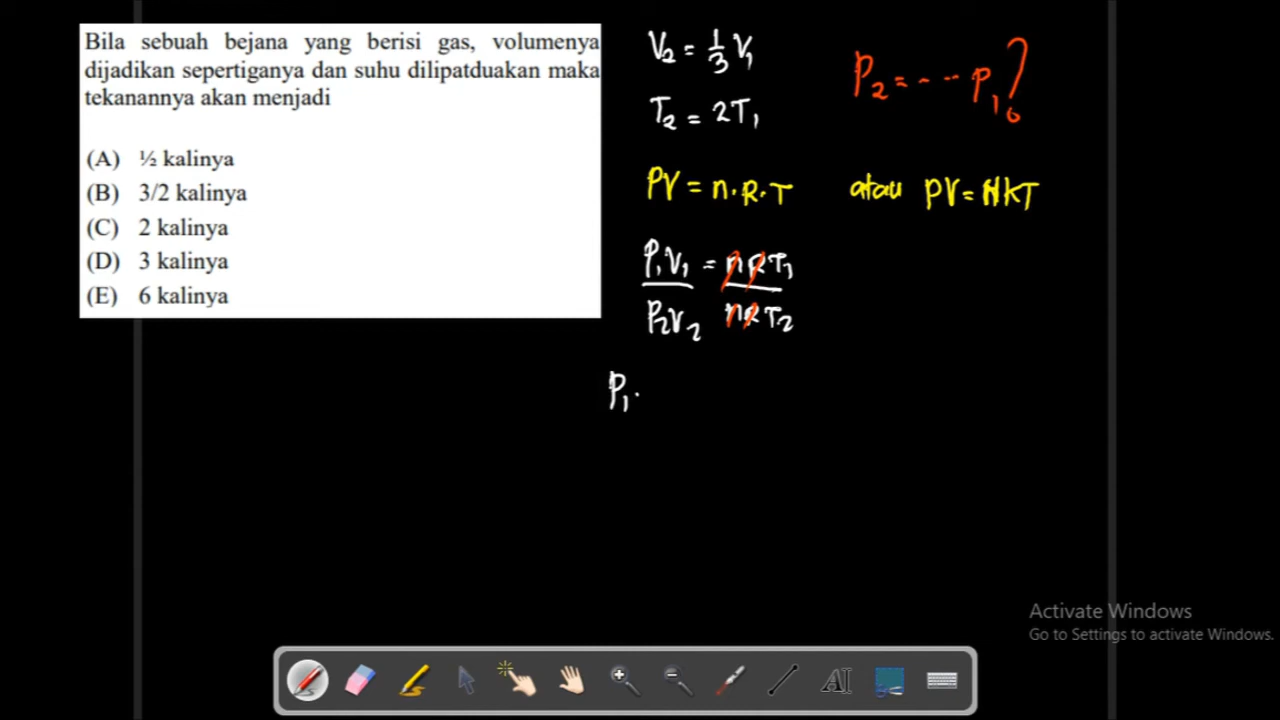 Bila sebuah bejana yang berisi gas, volumenya
dijadikan sepertiganya dan suhu dilipatduakan maka
tekanannya akan menjadi
(A) ½ kalinya
(B) 3/2 kalinya
(C) 2 kalinya
(D) 3 kalinya
(E) 6 kalinya
V₂ = 1/3 V₁
T₂ = 2T₁
P₂ = ... P₁?
PV = n.R.T atau PV = NKT
P₁V₁ = nRT₁
P₂V₂ nRT₂
P₁.
Activate Windows
Go to Settings to activate Windows.
AI